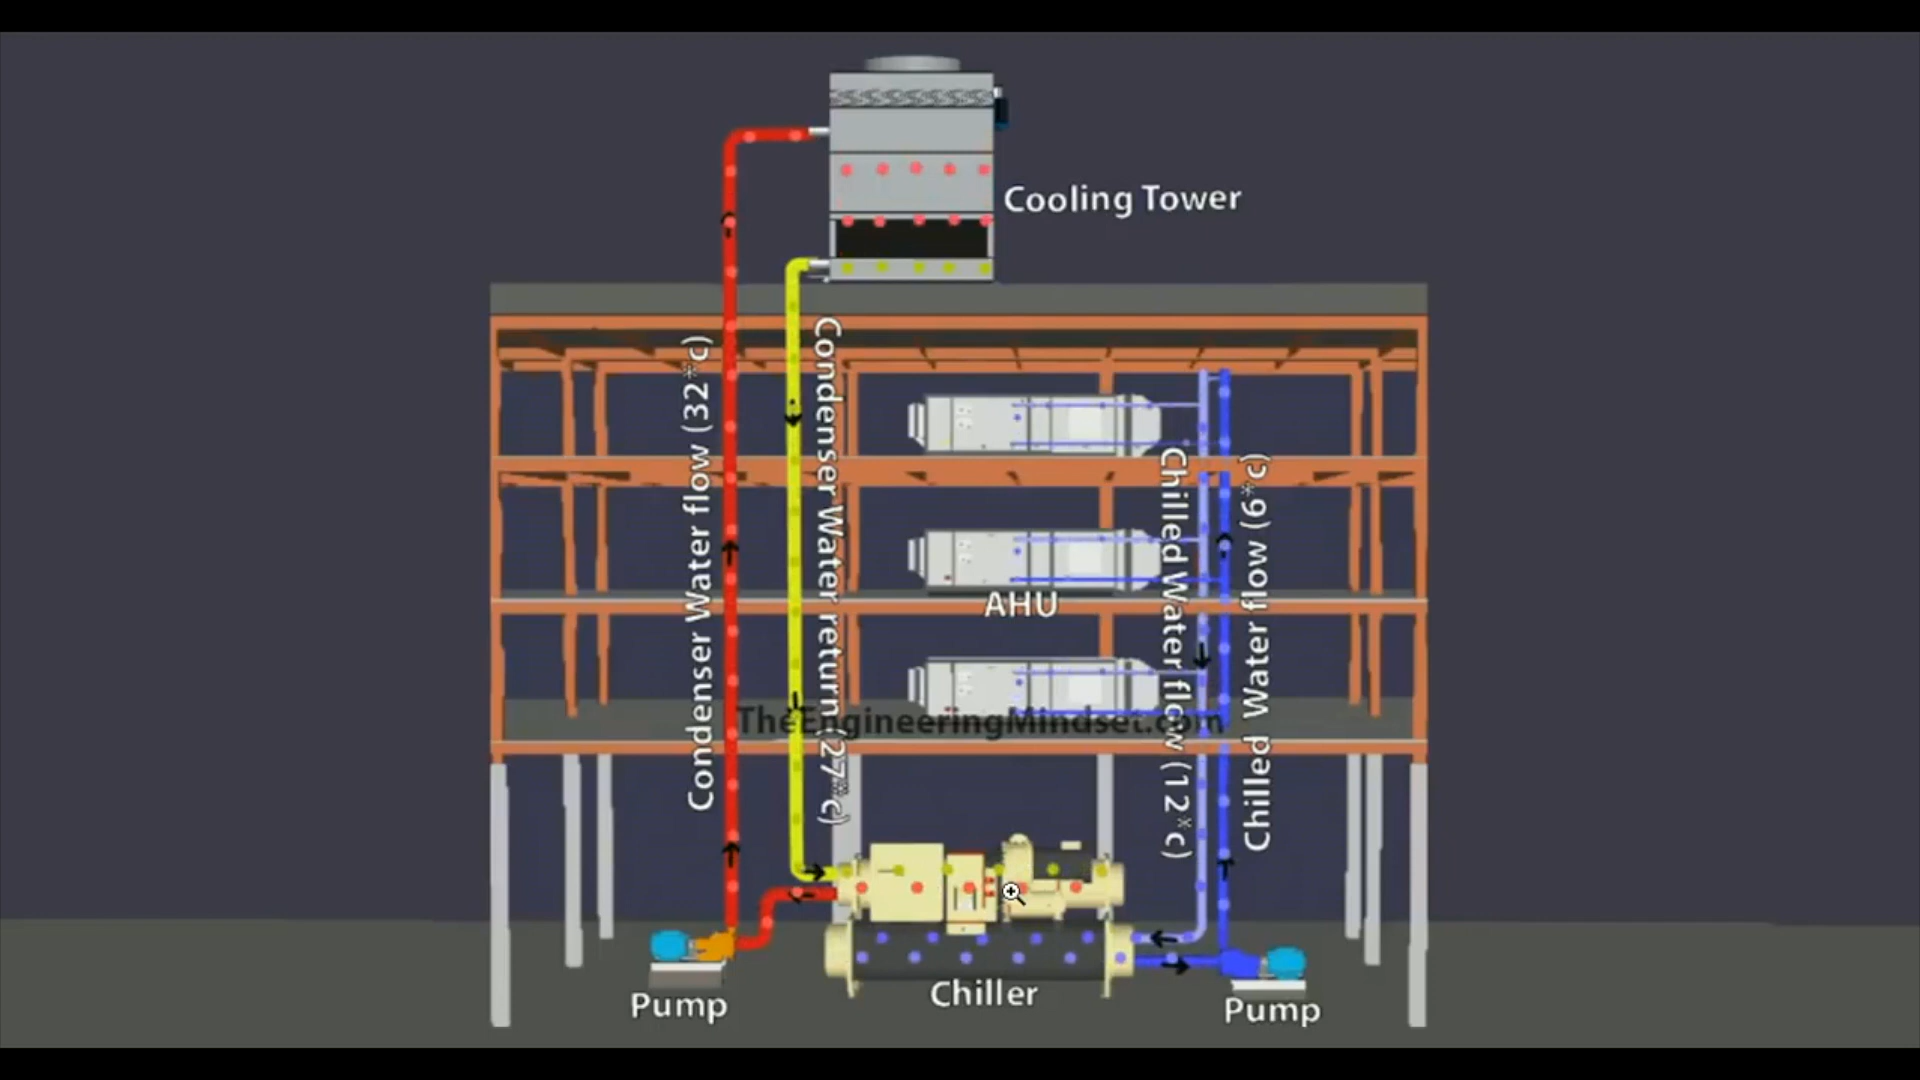 Cooling Tower
Condenser Water flow (32*c)
Condenser Water return (27*c)
Chilled Water flow (12*c)
Chilled Water flow (6*c)
AHU
TheEngineeringMindset.com
Chiller
Pump
Pump